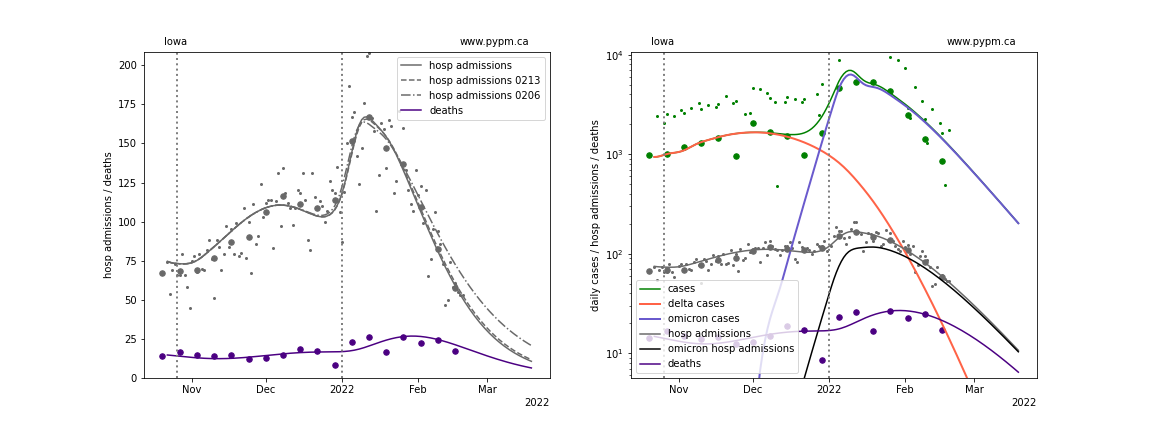 Iowa
www.pypm.ca
hosp admissions / deaths
200
175
150
125
100
75
50
25
0
hosp admissions
hosp admissions 0213
hosp admissions 0206
deaths
Nov
Dec
2022
Feb
Mar
2022
Iowa
www.pypm.ca
daily cases / hosp admissions / deaths
10⁴
10³
10²
10¹
cases
delta cases
omicron cases
hosp admissions
omicron hosp admissions
deaths
Nov
Dec
2022
Feb
Mar
2022